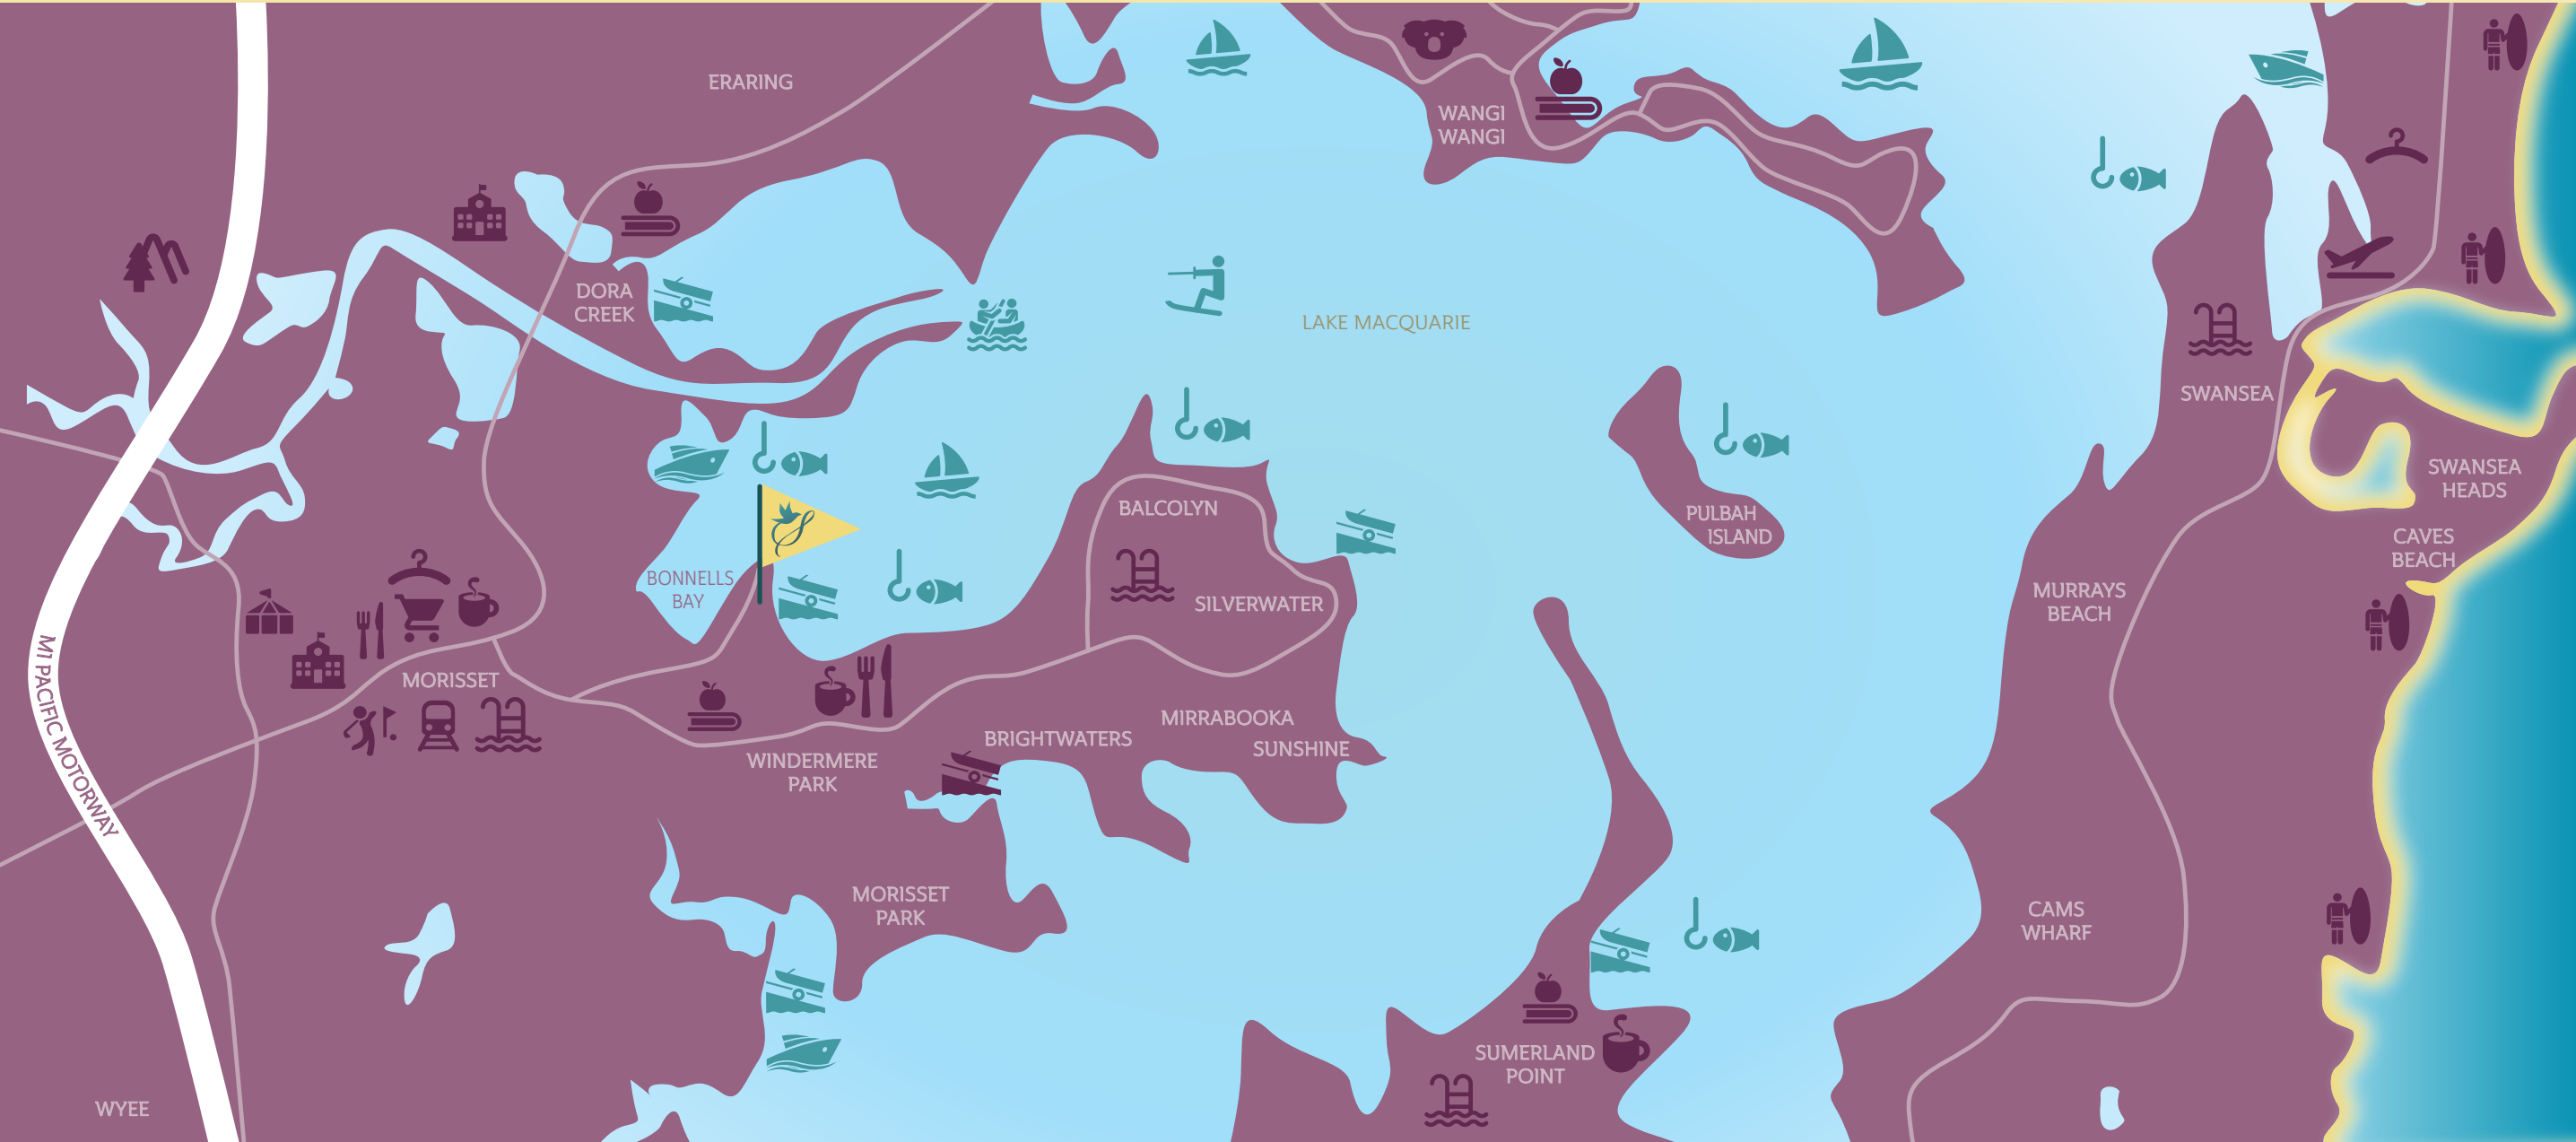 ERARING
WANGI
WANGI
DORA
CREEK
LAKE MACQUARIE
SWANSEA
SWANSEA
HEADS
BALCOLYN
PULBAH
ISLAND
CAVES
BEACH
BONNELLS
BAY
SILVERWATER
MURRAYS
BEACH
MORISSET
M1 PACIFIC MOTORWAY
MIRRABOOKA
BRIGHTWATERS
SUNSHINE
WINDERMERE
PARK
MORISSET
PARK
CAMS
WHARF
SUMERLAND
POINT
WYEE
S